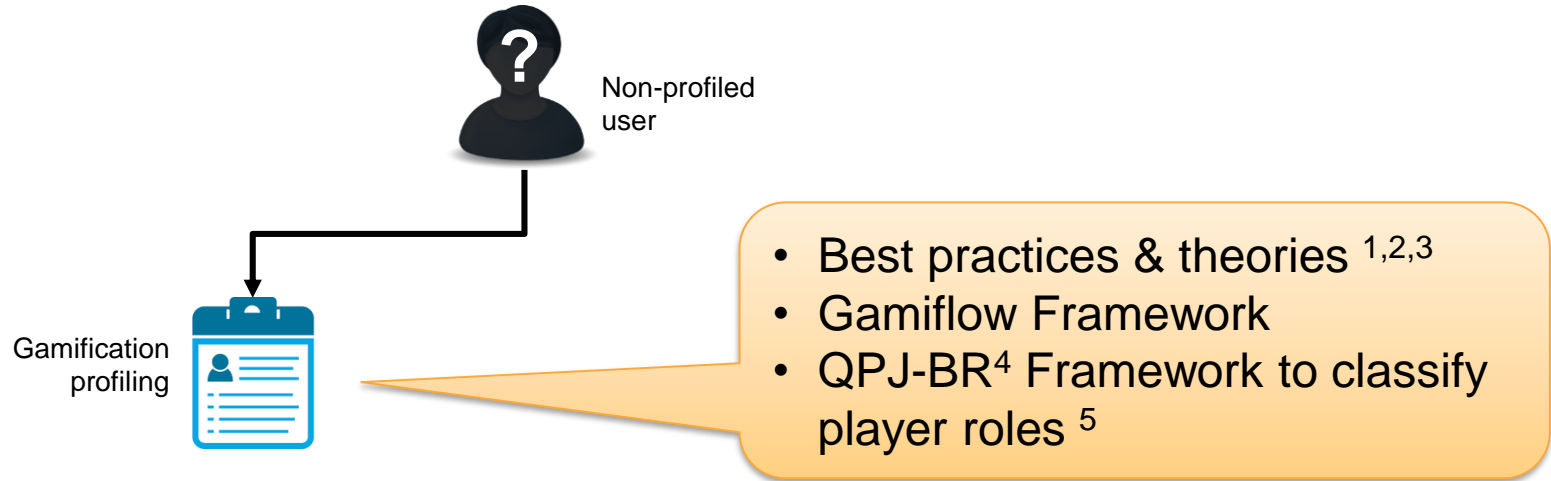 ?
Non-profiled
user
Gamification
profiling
• Best practices & theories 1,2,3
• Gamiflow Framework
• QPJ-BR4 Framework to classify
player roles 5